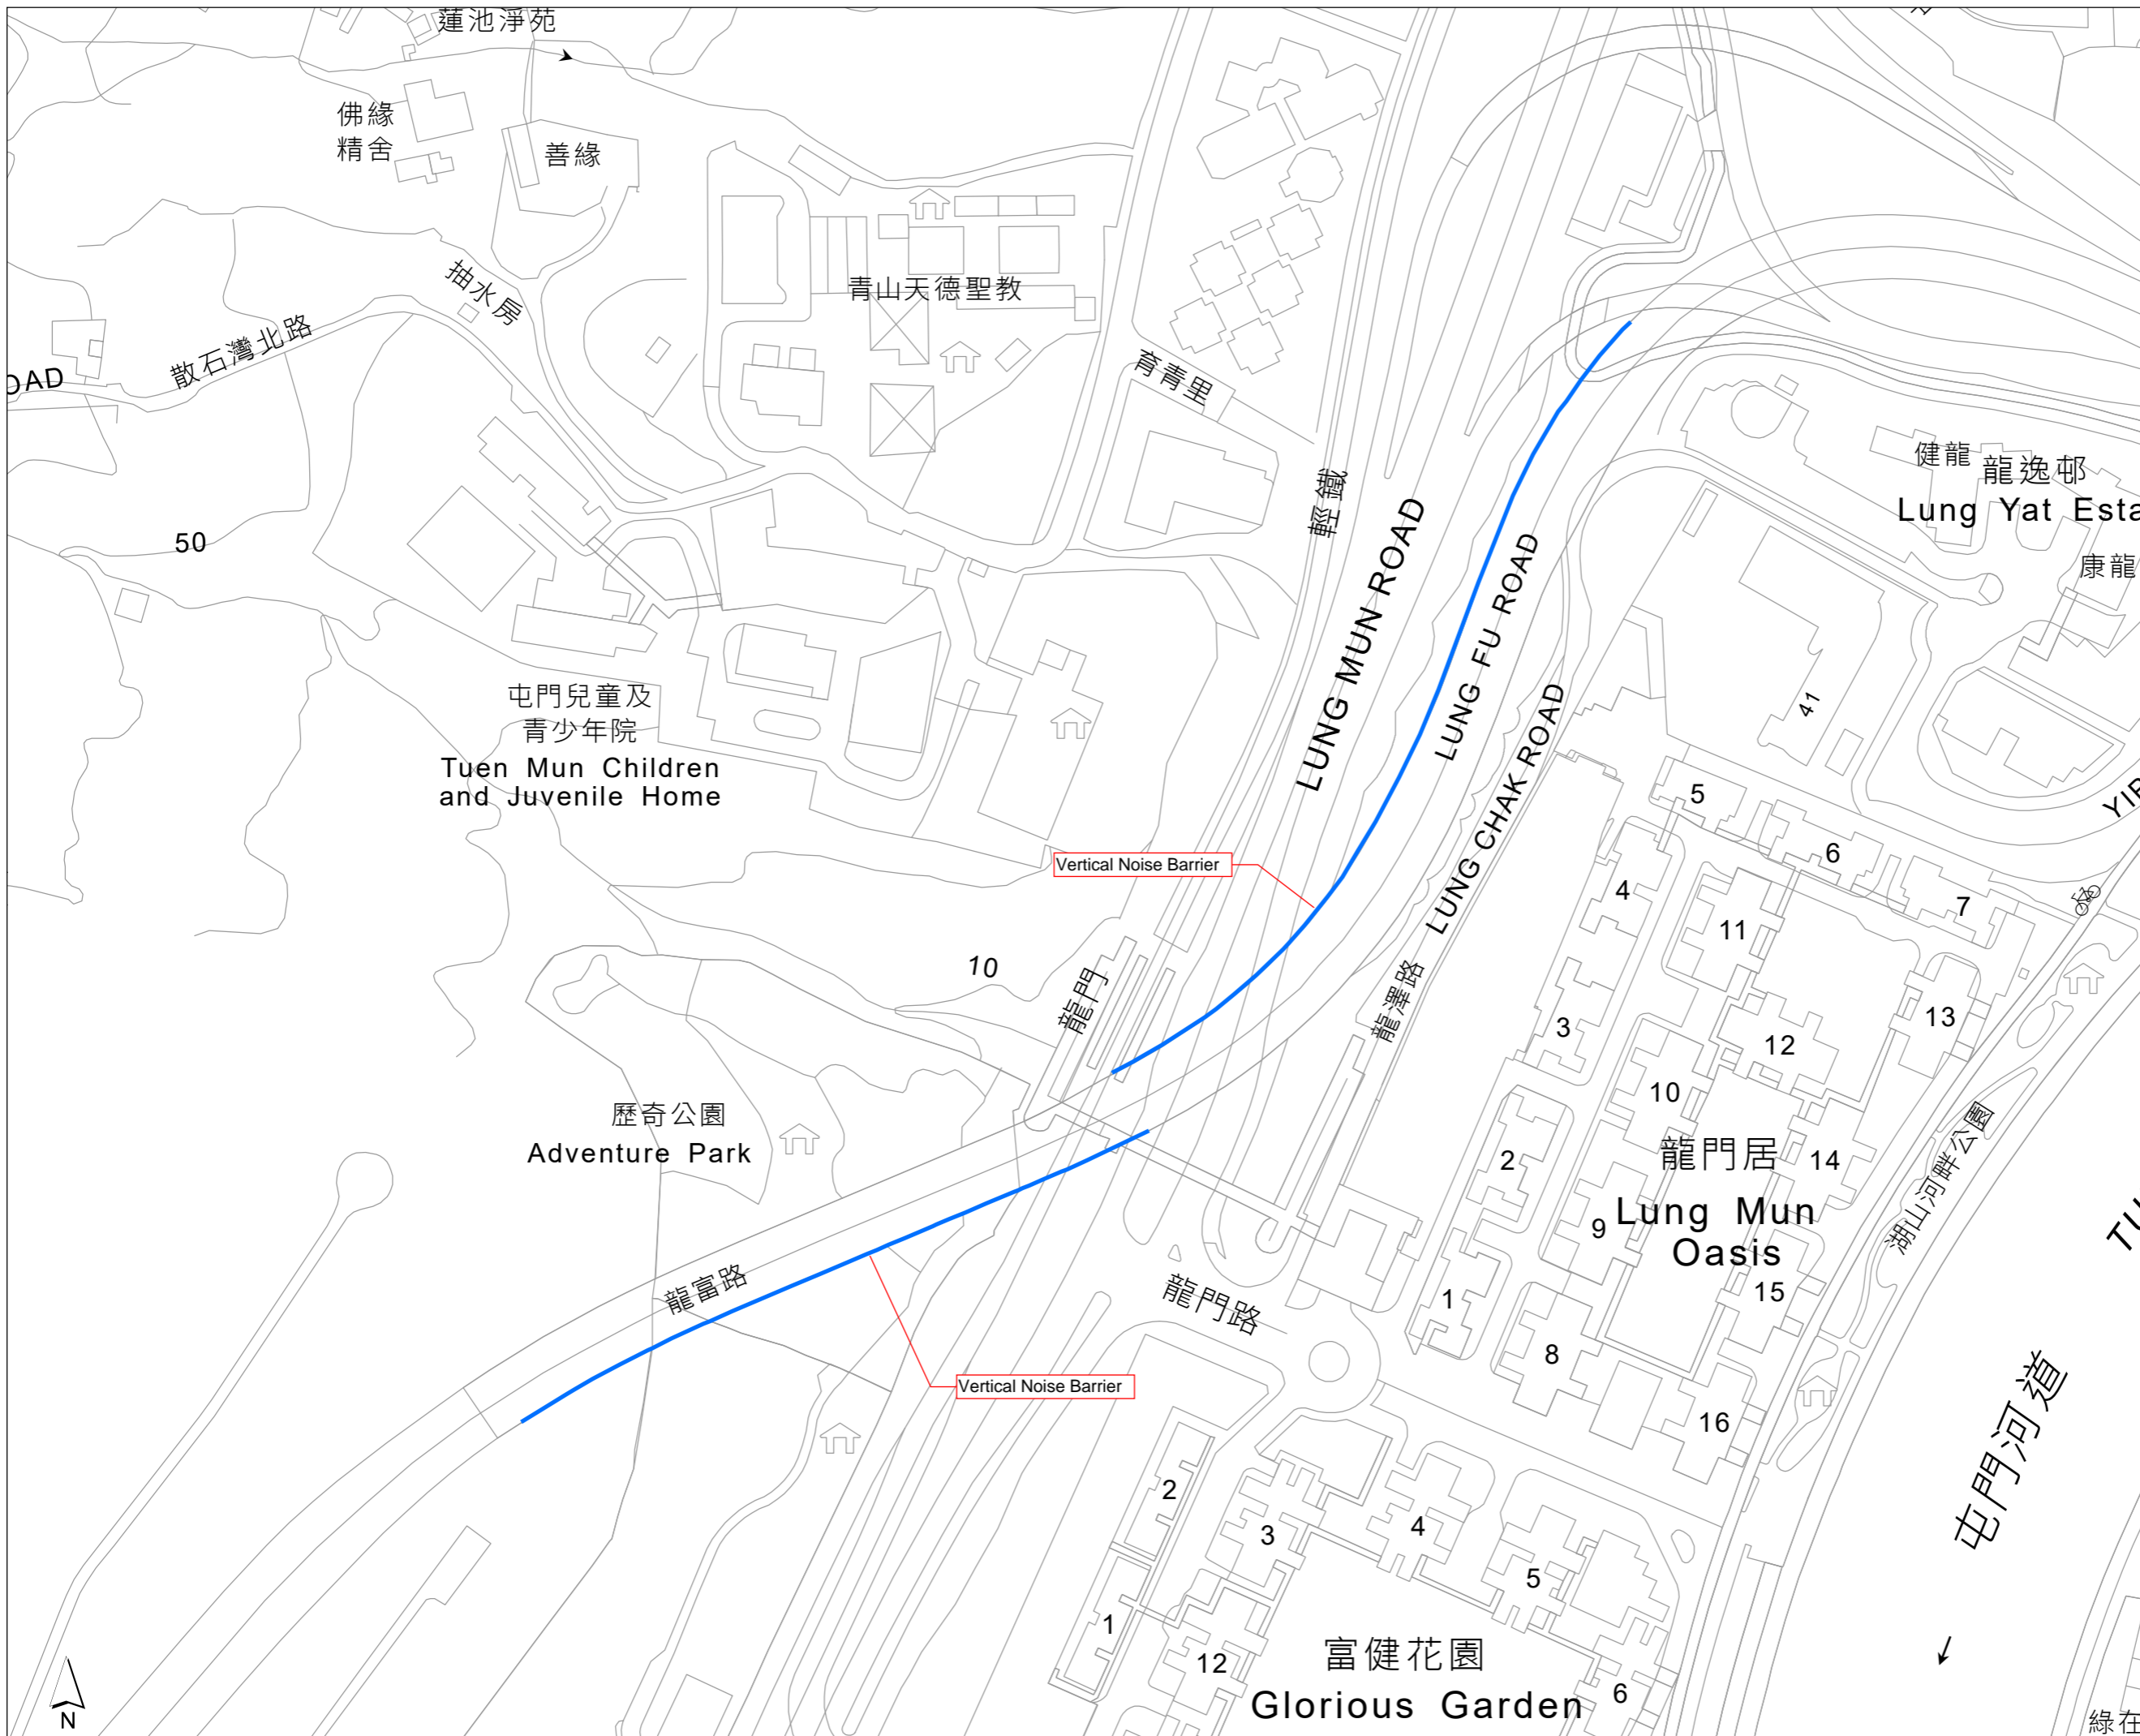 蓮池淨苑
佛緣
精舍
善緣
抽水房
青山天德聖教
散石灣北路
OAD
育青里
輕鐵
LUNG MUN ROAD
LUNG FU ROAD
LUNG CHAK ROAD
健龍
龍逸邨
Lung Yat Esta
康龍
50
41
屯門兒童及
青少年院
Tuen Mun Children
and Juvenile Home
YIP
5
6
7
4
11
Vertical Noise Barrier
10
龍門
龍澤路
3
12
13
10
歷奇公園
Adventure Park
2
龍門居
14
Lung Mun
Oasis
9
湖山河畔公園
TU
龍富路
龍門路
1
15
8
Vertical Noise Barrier
16
屯門河道
2
3
4
5
1
12
富健花園
Glorious Garden
6
N
綠在